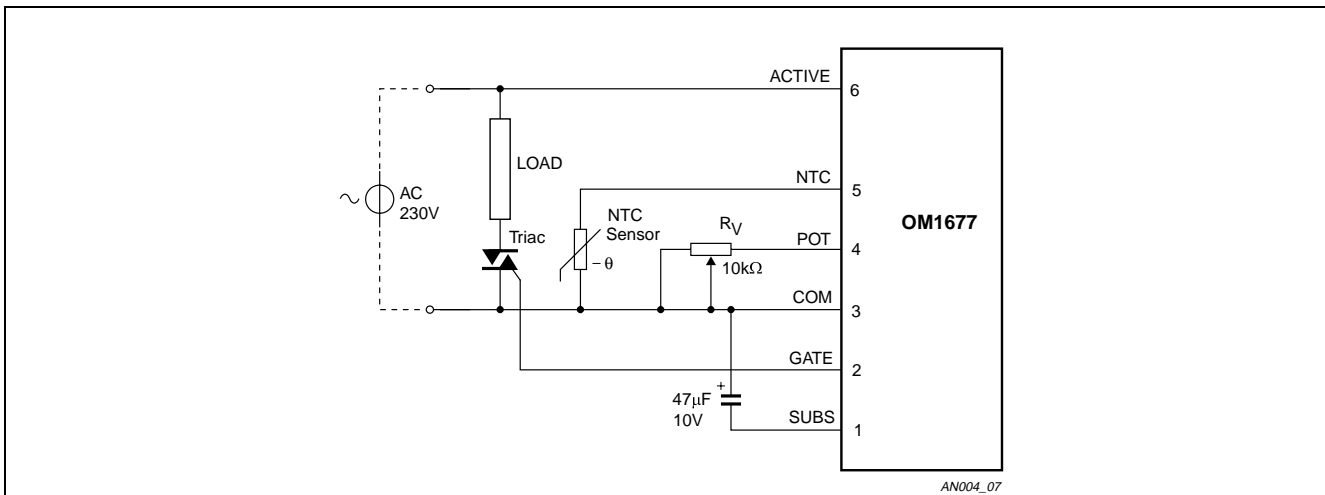 ACTIVE
6
LOAD
AC
230V
NTC
5
NTC
Sensor
RV
Triac
POT
4
OM1677
– θ
10kΩ
COM
3
GATE
2
+
47μF
10V
SUBS
1
AN004_07